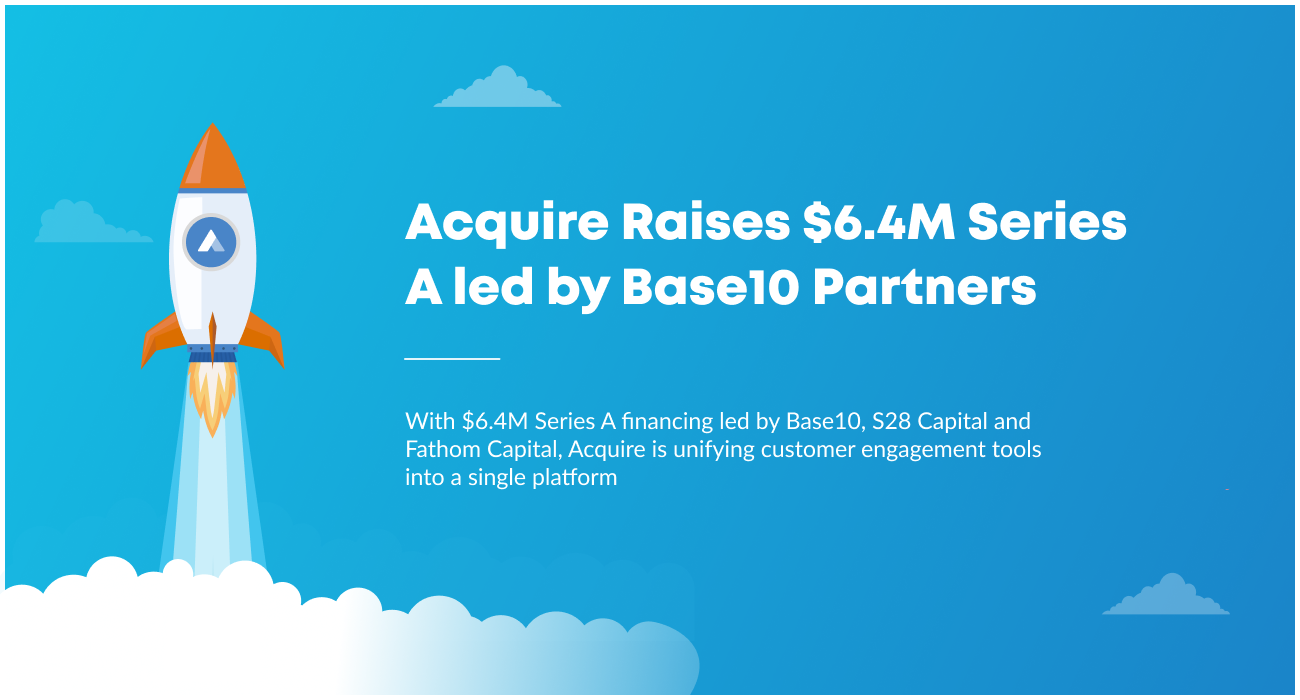 Acquire Raises $6.4M Series
A led by Base10 Partners
With $6.4M Series A financing led by Base10, S28 Capital and
Fathom Capital, Acquire is unifying customer engagement tools
into a single platform